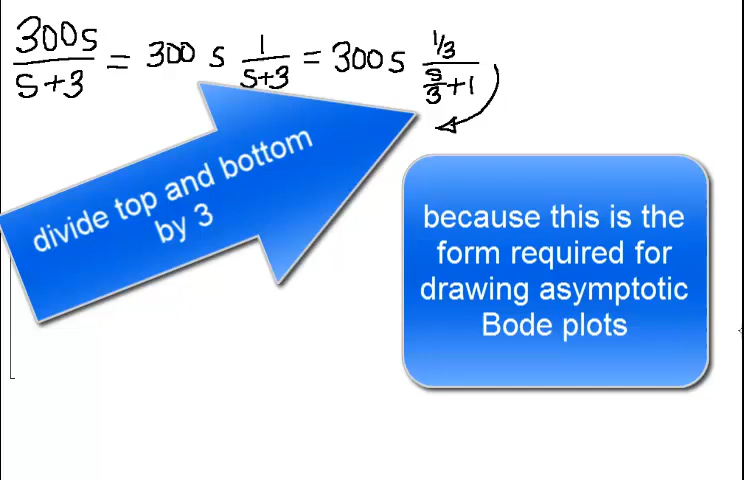 300s/(s+3) = 300 s 1/(s+3) = 300 s (1/3)/(s/3+1)
divide top and bottom
by 3
because this is the
form required for
drawing asymptotic
Bode plots